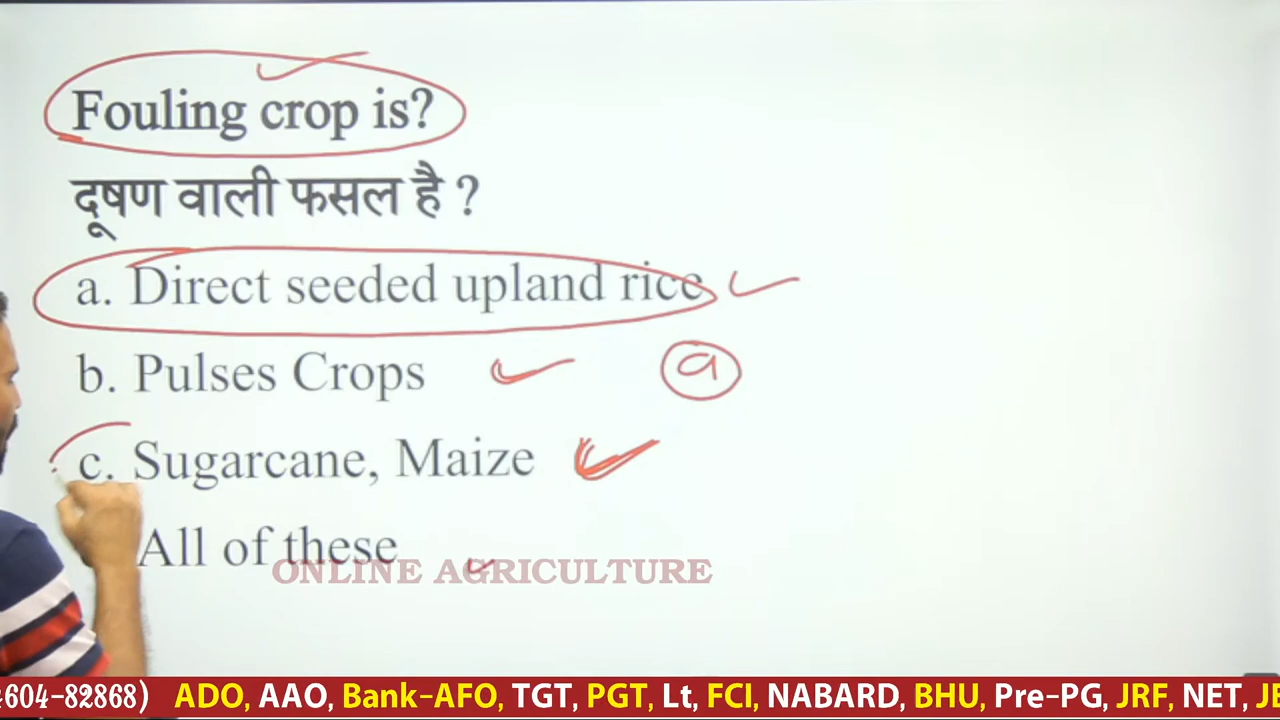 Fouling crop is?
दूषण वाली फसल है ?
a. Direct seeded upland rice
b. Pulses Crops
a
c. Sugarcane, Maize
All of these
ONLINE AGRICULTURE
604-82868) ADO, AAO, Bank-AFO, TGT, PGT, Lt, FCI, NABARD, BHU, Pre-PG, JRF, NET,